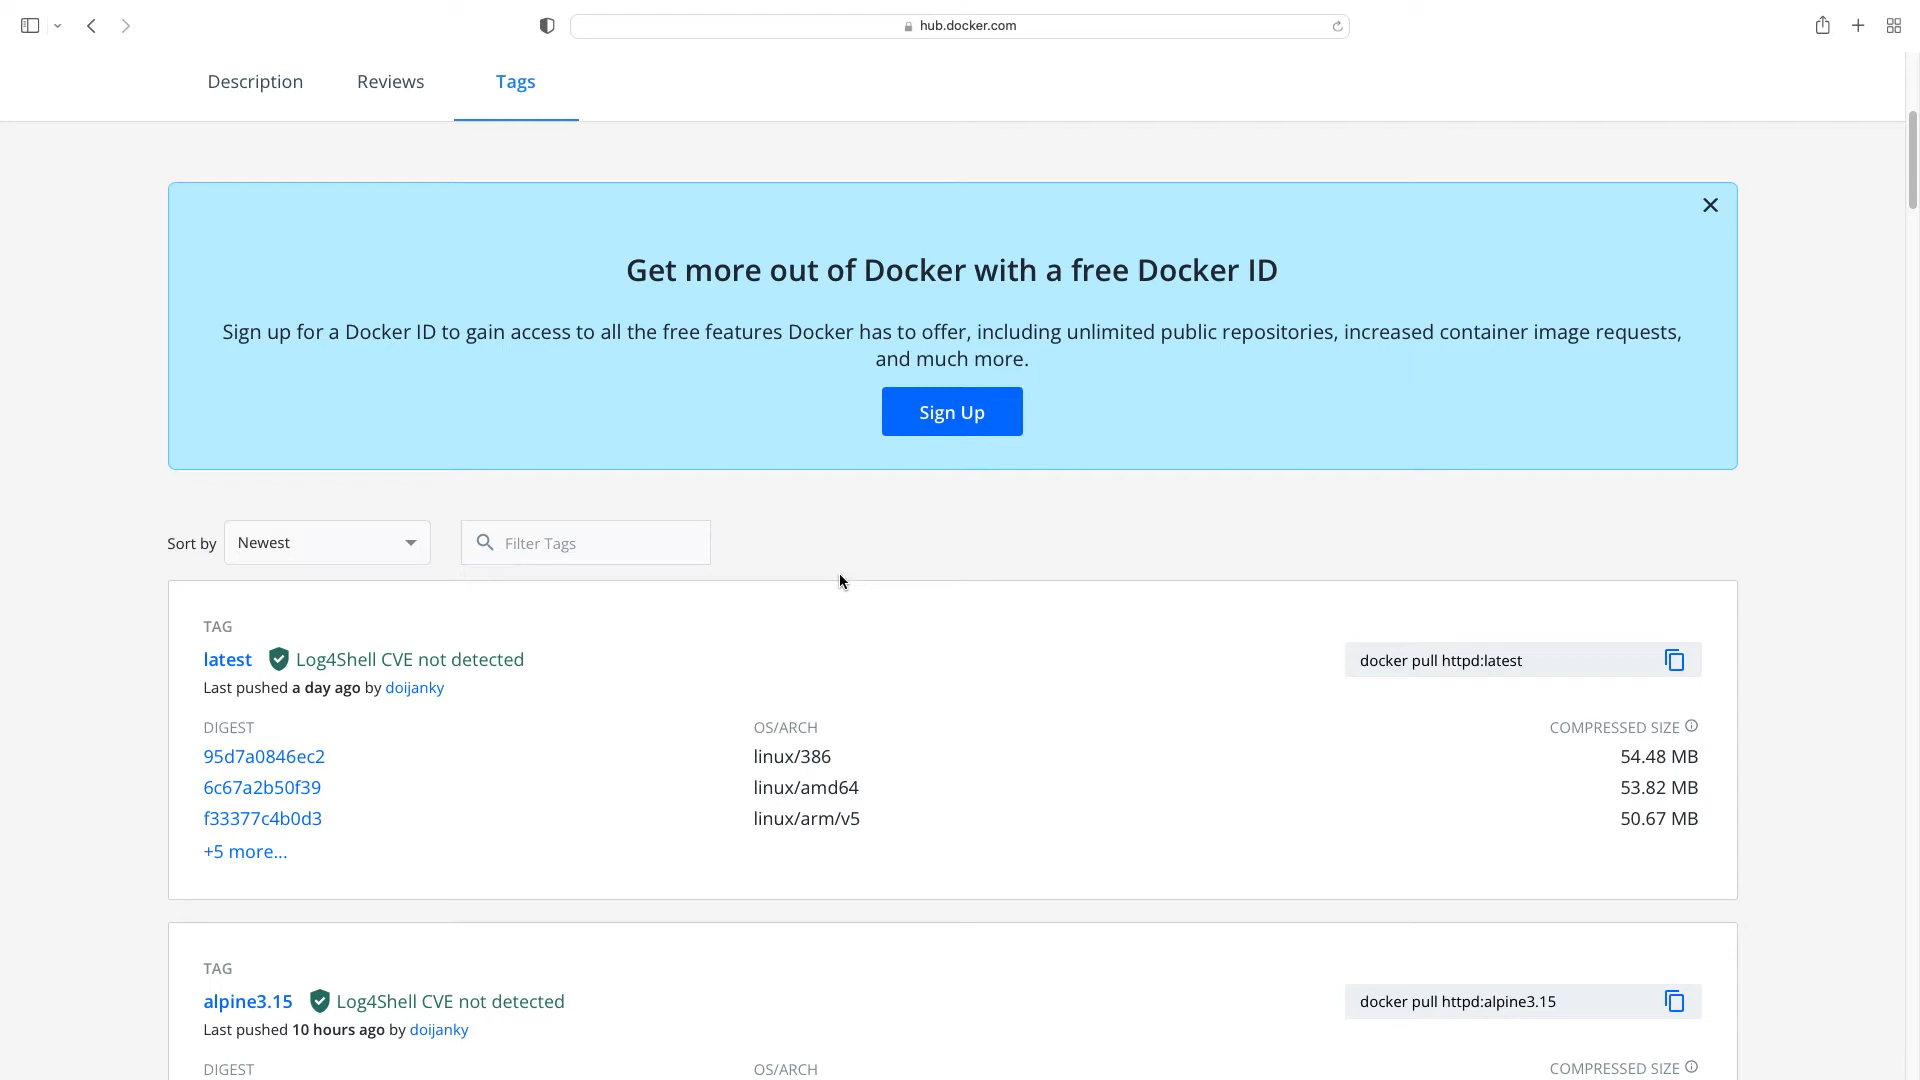 hub.docker.com
Description Reviews Tags
Get more out of Docker with a free Docker ID
Sign up for a Docker ID to gain access to all the free features Docker has to offer, including unlimited public repositories, increased container image requests,
and much more.
Sign Up
Sort by Newest Filter Tags
TAG
latest Log4Shell CVE not detected
docker pull httpd:latest
Last pushed a day ago by doijanky
DIGEST OS/ARCH COMPRESSED SIZE
95d7a0846ec2 linux/386 54.48 MB
6c67a2b50f39 linux/amd64 53.82 MB
f33377c4b0d3 linux/arm/v5 50.67 MB
+5 more...
TAG
alpine3.15 Log4Shell CVE not detected
docker pull httpd:alpine3.15
Last pushed 10 hours ago by doijanky
DIGEST OS/ARCH COMPRESSED SIZE